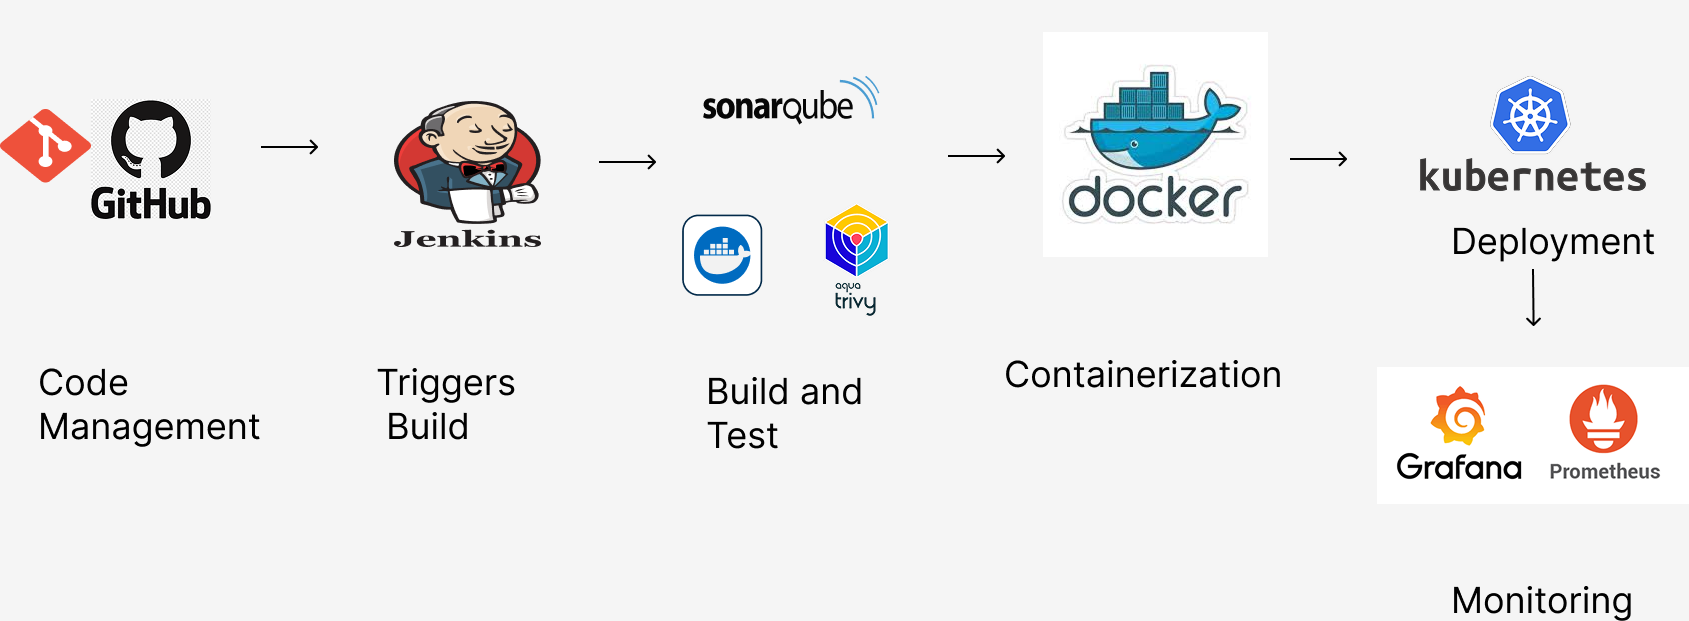 GitHub
Jenkins
sonarqube
aqua
trivy
docker
kubernetes
Deployment
Code
Management
Triggers
Build
Build and
Test
Containerization
Grafana
Prometheus
Monitoring